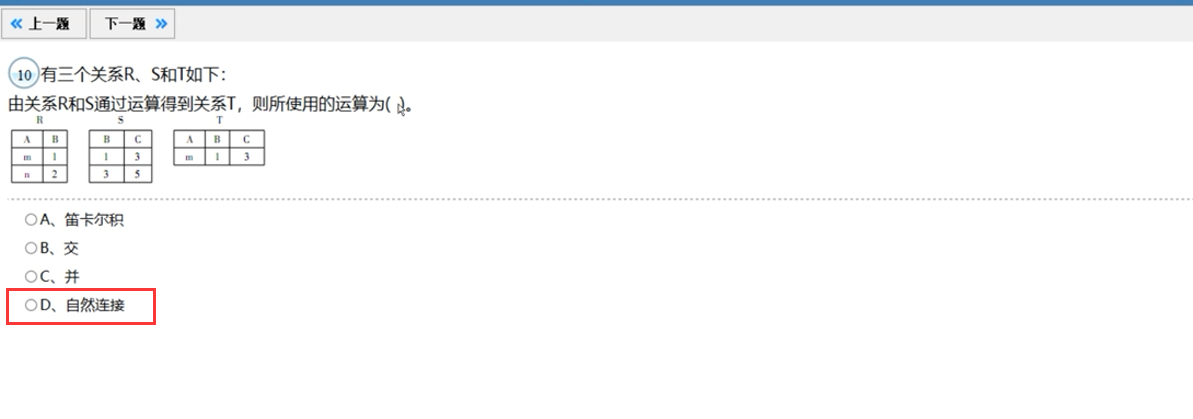 上一题 下一题
10 有三个关系R、S和T如下：
由关系R和S通过运算得到关系T，则所使用的运算为( )。
R S T
A B B C A B C
m 1 1 3 m 1 3
n 2 3 5
A、笛卡尔积
B、交
C、并
D、自然连接